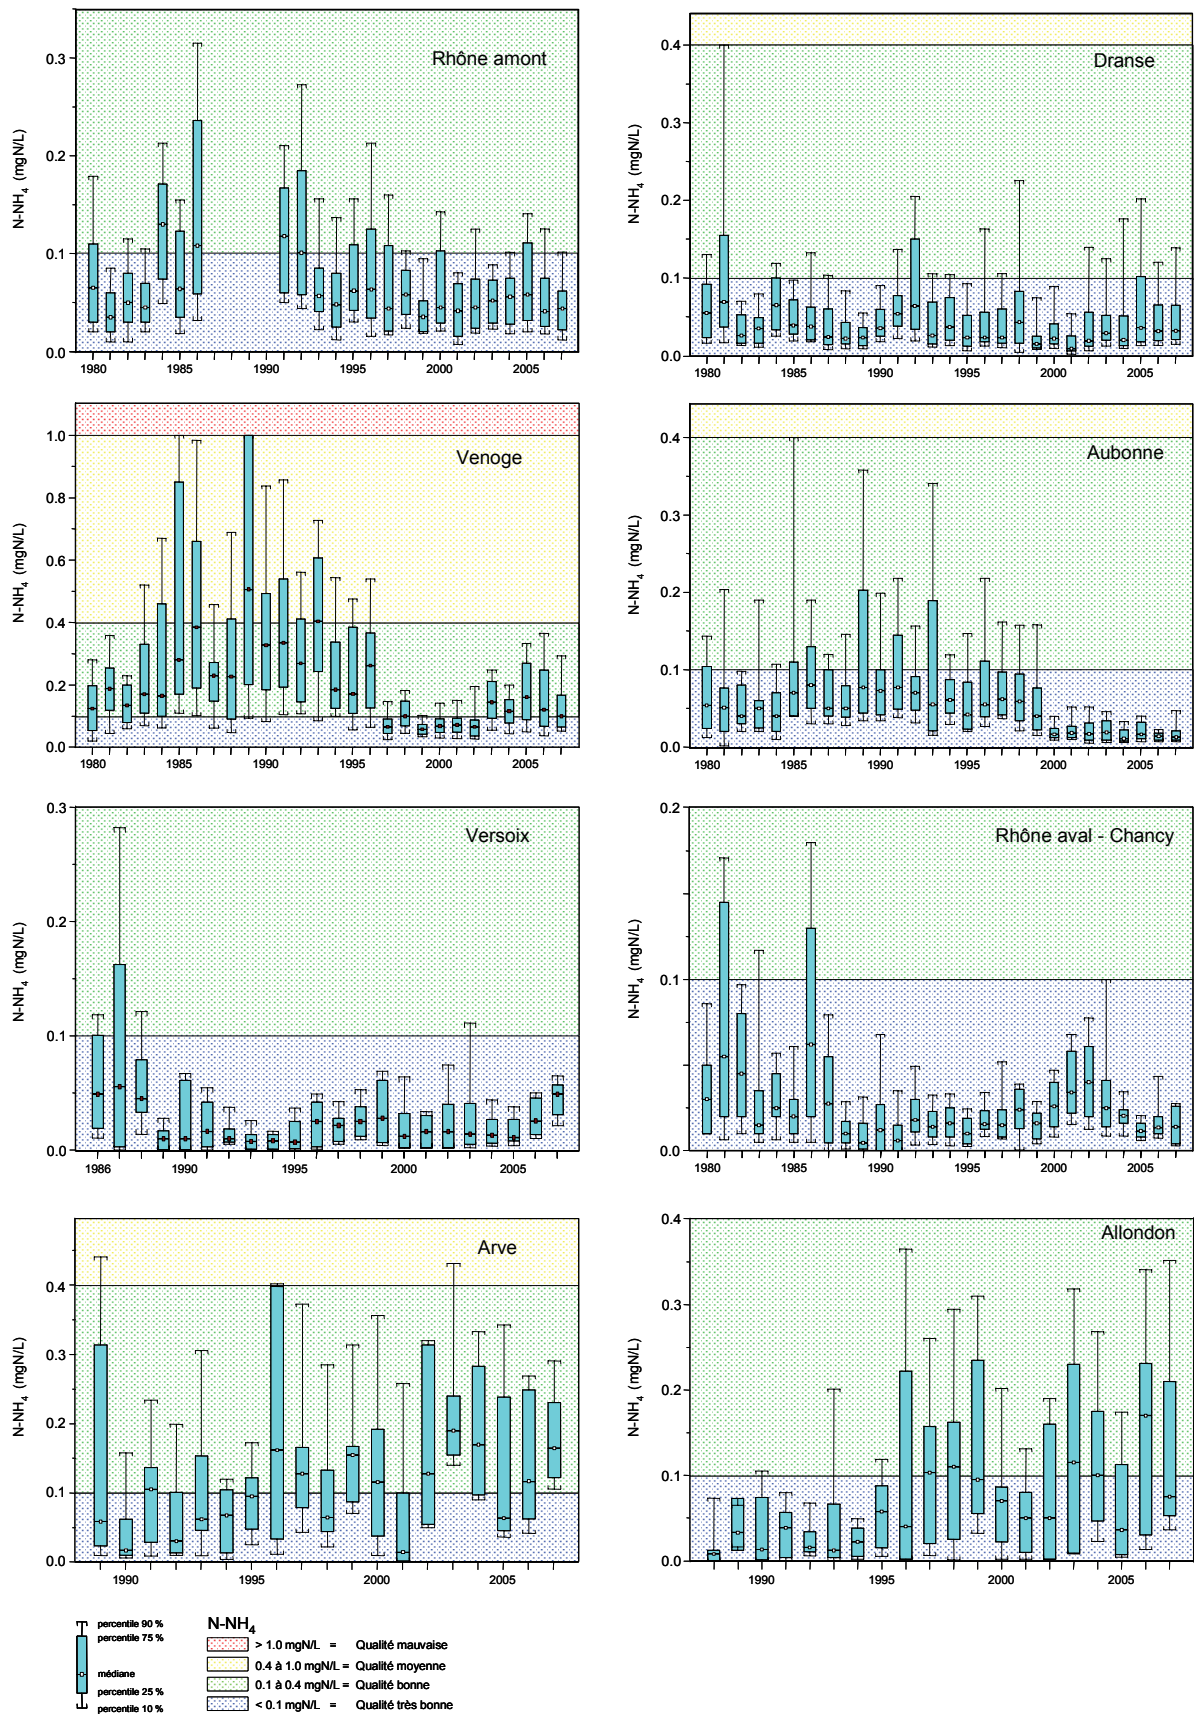 Rhône amont
N-NH4 (mgN/L)
0.3
0.2
0.1
0.0
1980 1985 1990 1995 2000 2005
Dranse
N-NH4 (mgN/L)
0.4
0.3
0.2
0.1
0.0
1980 1985 1990 1995 2000 2005
Venoge
N-NH4 (mgN/L)
1.0
0.8
0.6
0.4
0.2
0.1
0.0
1980 1985 1990 1995 2000 2005
Aubonne
N-NH4 (mgN/L)
0.4
0.3
0.2
0.1
0.0
1980 1985 1990 1995 2000 2005
Versoix
N-NH4 (mgN/L)
0.3
0.2
0.1
0.0
1986 1990 1995 2000 2005
Rhône aval - Chancy
N-NH4 (mgN/L)
0.2
0.1
0.0
1980 1985 1990 1995 2000 2005
Arve
N-NH4 (mgN/L)
0.4
0.3
0.2
0.1
0.0
1990 1995 2000 2005
Allondon
N-NH4 (mgN/L)
0.4
0.3
0.2
0.1
0.0
1990 1995 2000 2005
percentile 90 %
percentile 75 %
médiane
percentile 25 %
percentile 10 %
N-NH4
> 1.0 mgN/L = Qualité mauvaise
0.4 à 1.0 mgN/L = Qualité moyenne
0.1 à 0.4 mgN/L = Qualité bonne
< 0.1 mgN/L = Qualité très bonne